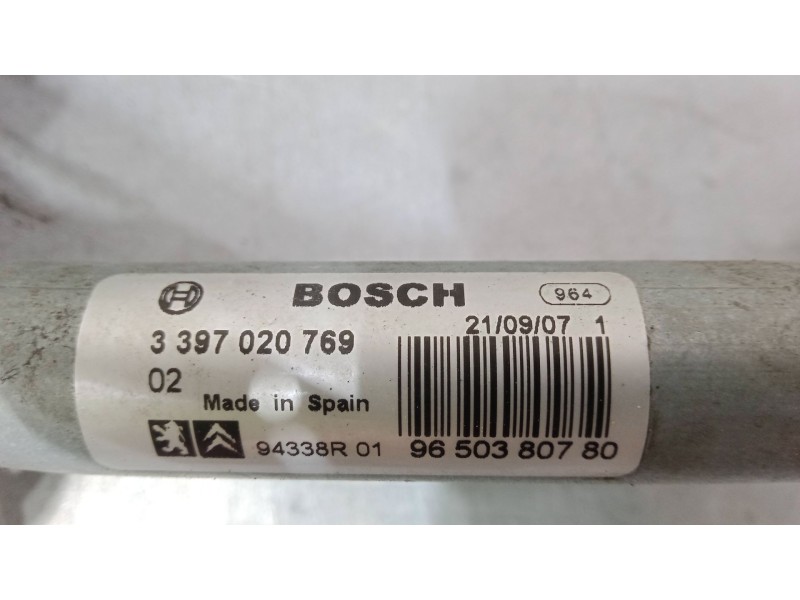 BOSCH 964
21/09/07 1
3 397 020 769
02
Made in Spain
94338R 01
96 503 807 80